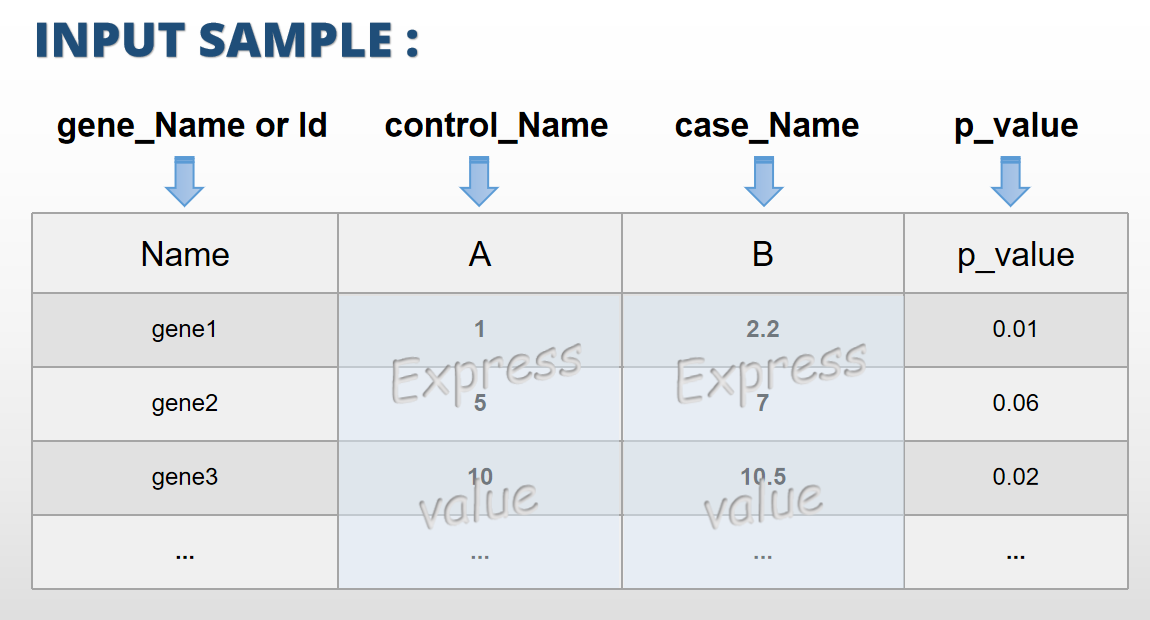 INPUT SAMPLE :
gene_Name or Id control_Name case_Name p_value
Name A B p_value
gene1 1 2.2 0.01
Express Express
gene2 5 7 0.06
gene3 10 10.5 0.02
value value
... ... ... ...